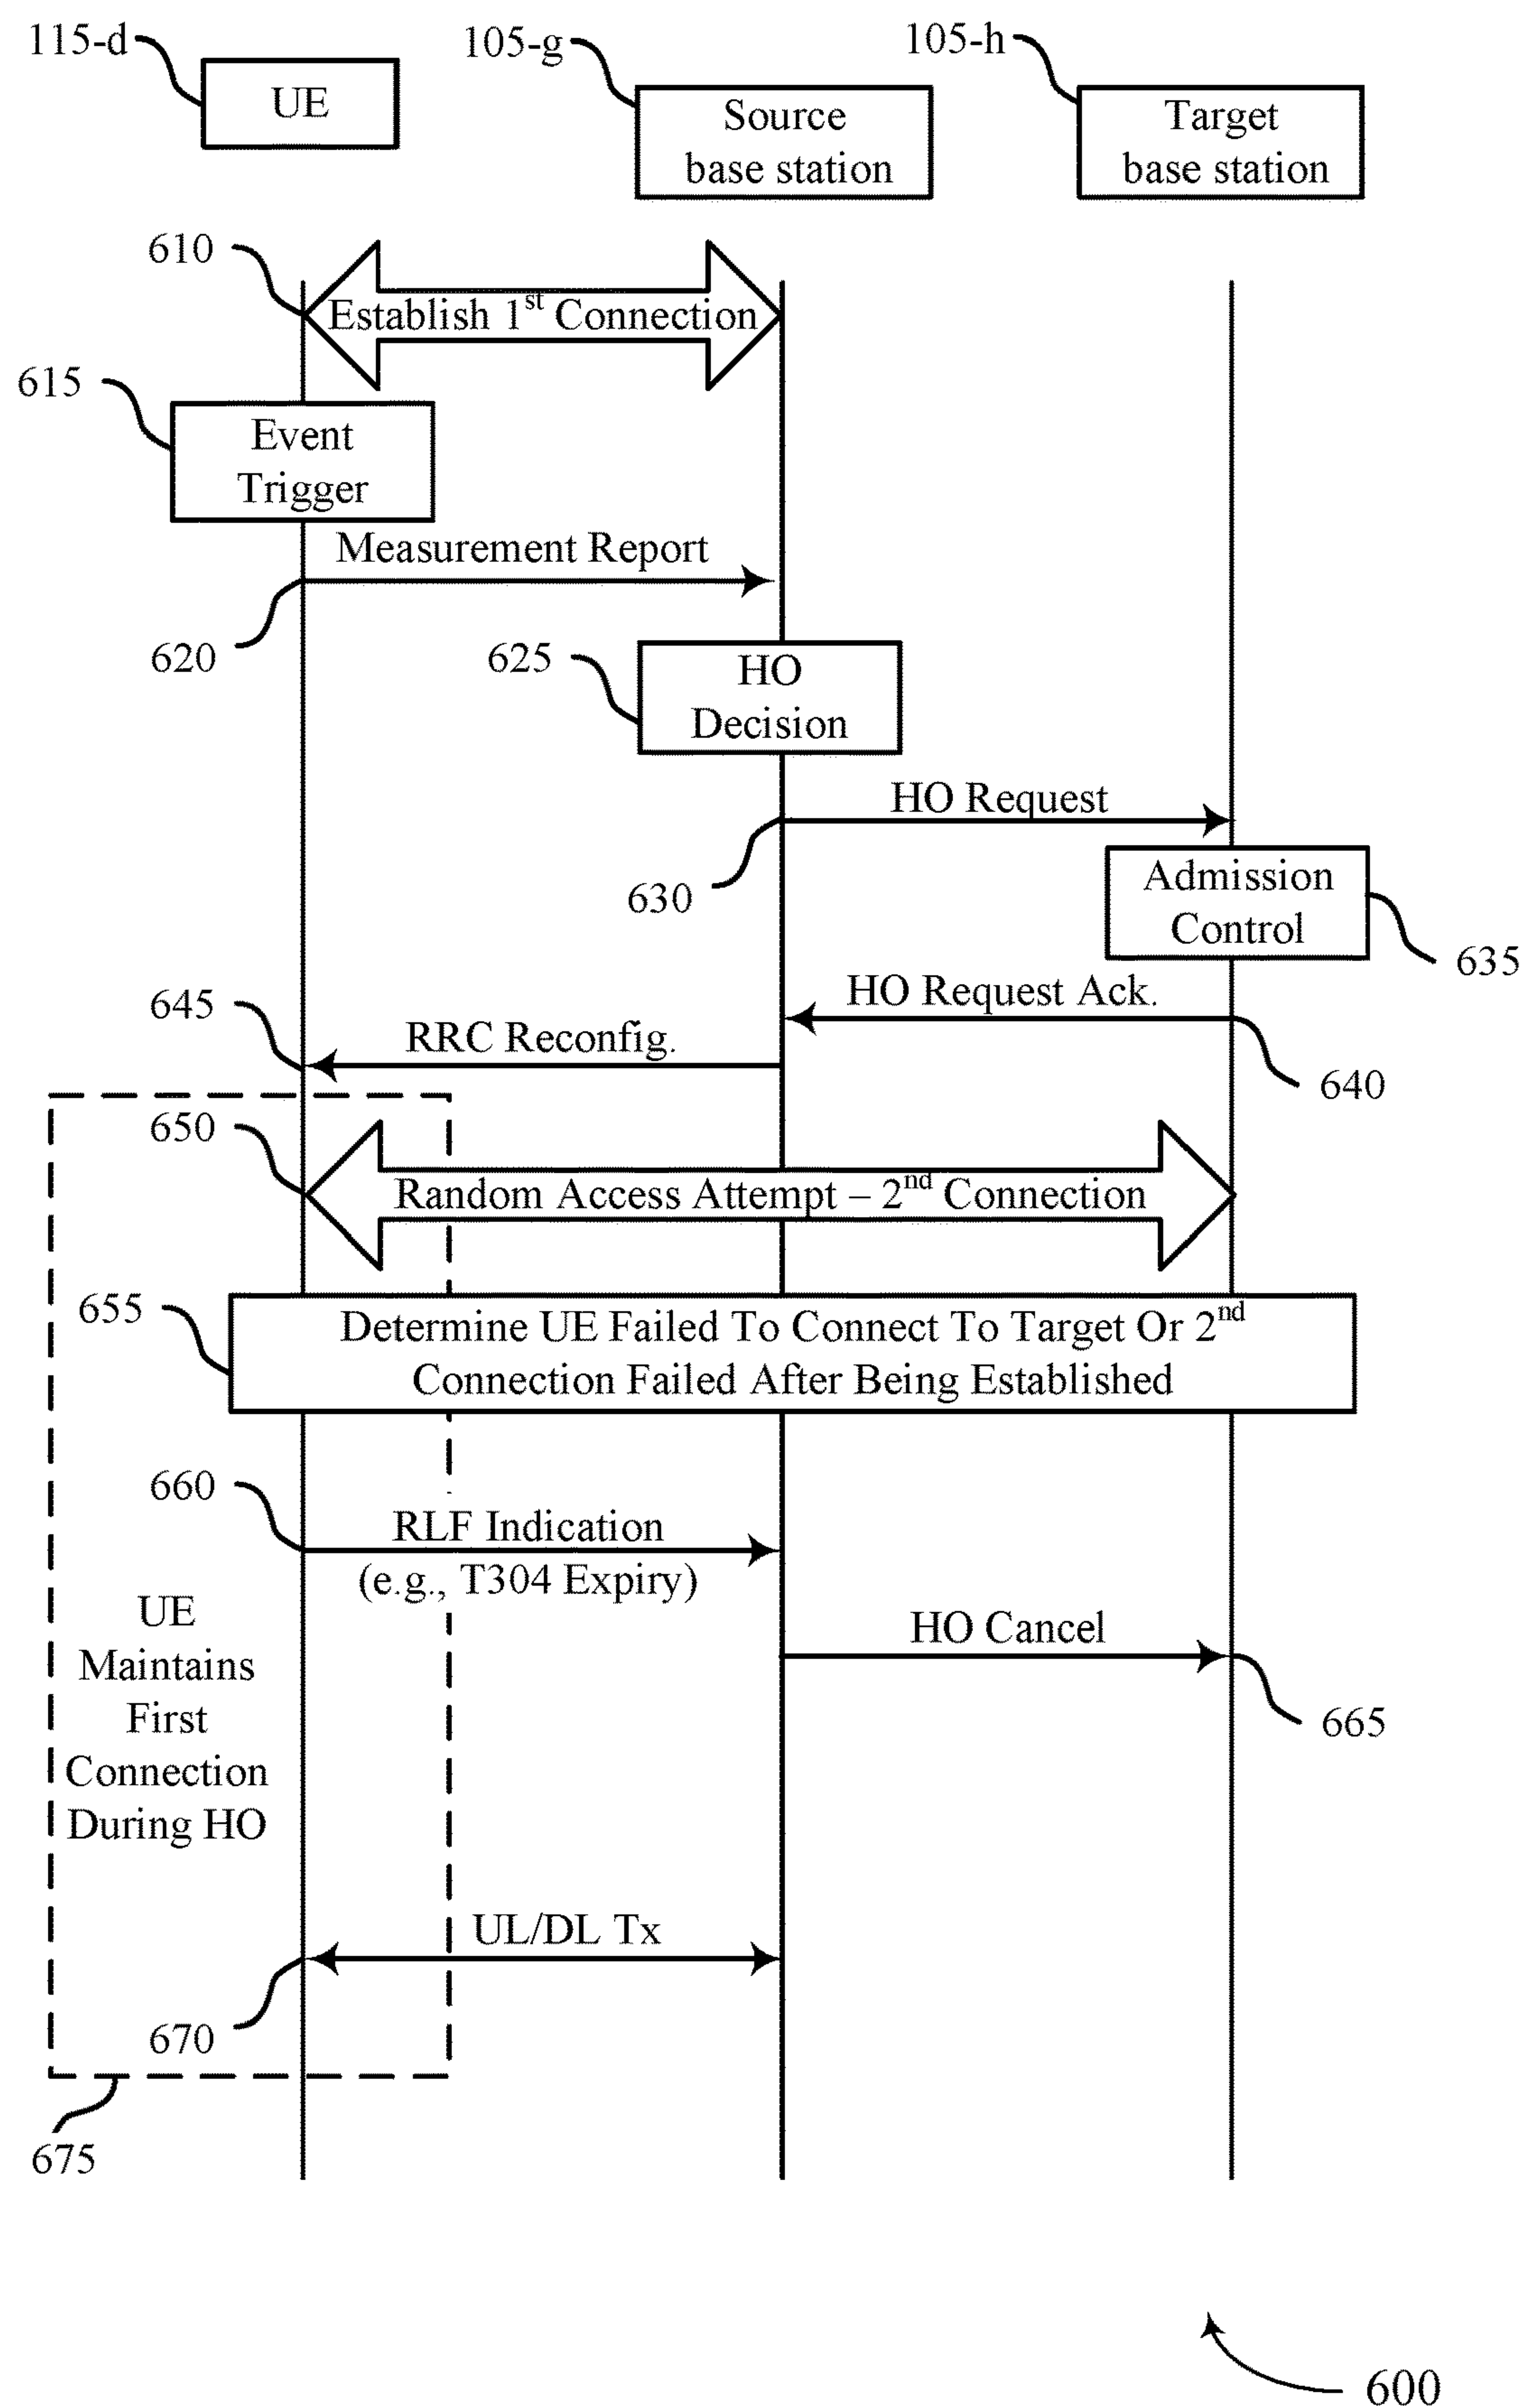 115-d
105-g
105-h
UE
Source
base station
Target
base station
610
Establish 1st Connection
615
Event
Trigger
Measurement Report
620
625
HO
Decision
HO Request
630
Admission
Control
635
HO Request Ack.
645
RRC Reconfig.
640
650
Random Access Attempt – 2nd Connection
655
Determine UE Failed To Connect To Target Or 2nd
Connection Failed After Being Established
660
RLF Indication
(e.g., T304 Expiry)
UE
Maintains
First
Connection
During HO
HO Cancel
665
UL/DL Tx
670
675
600